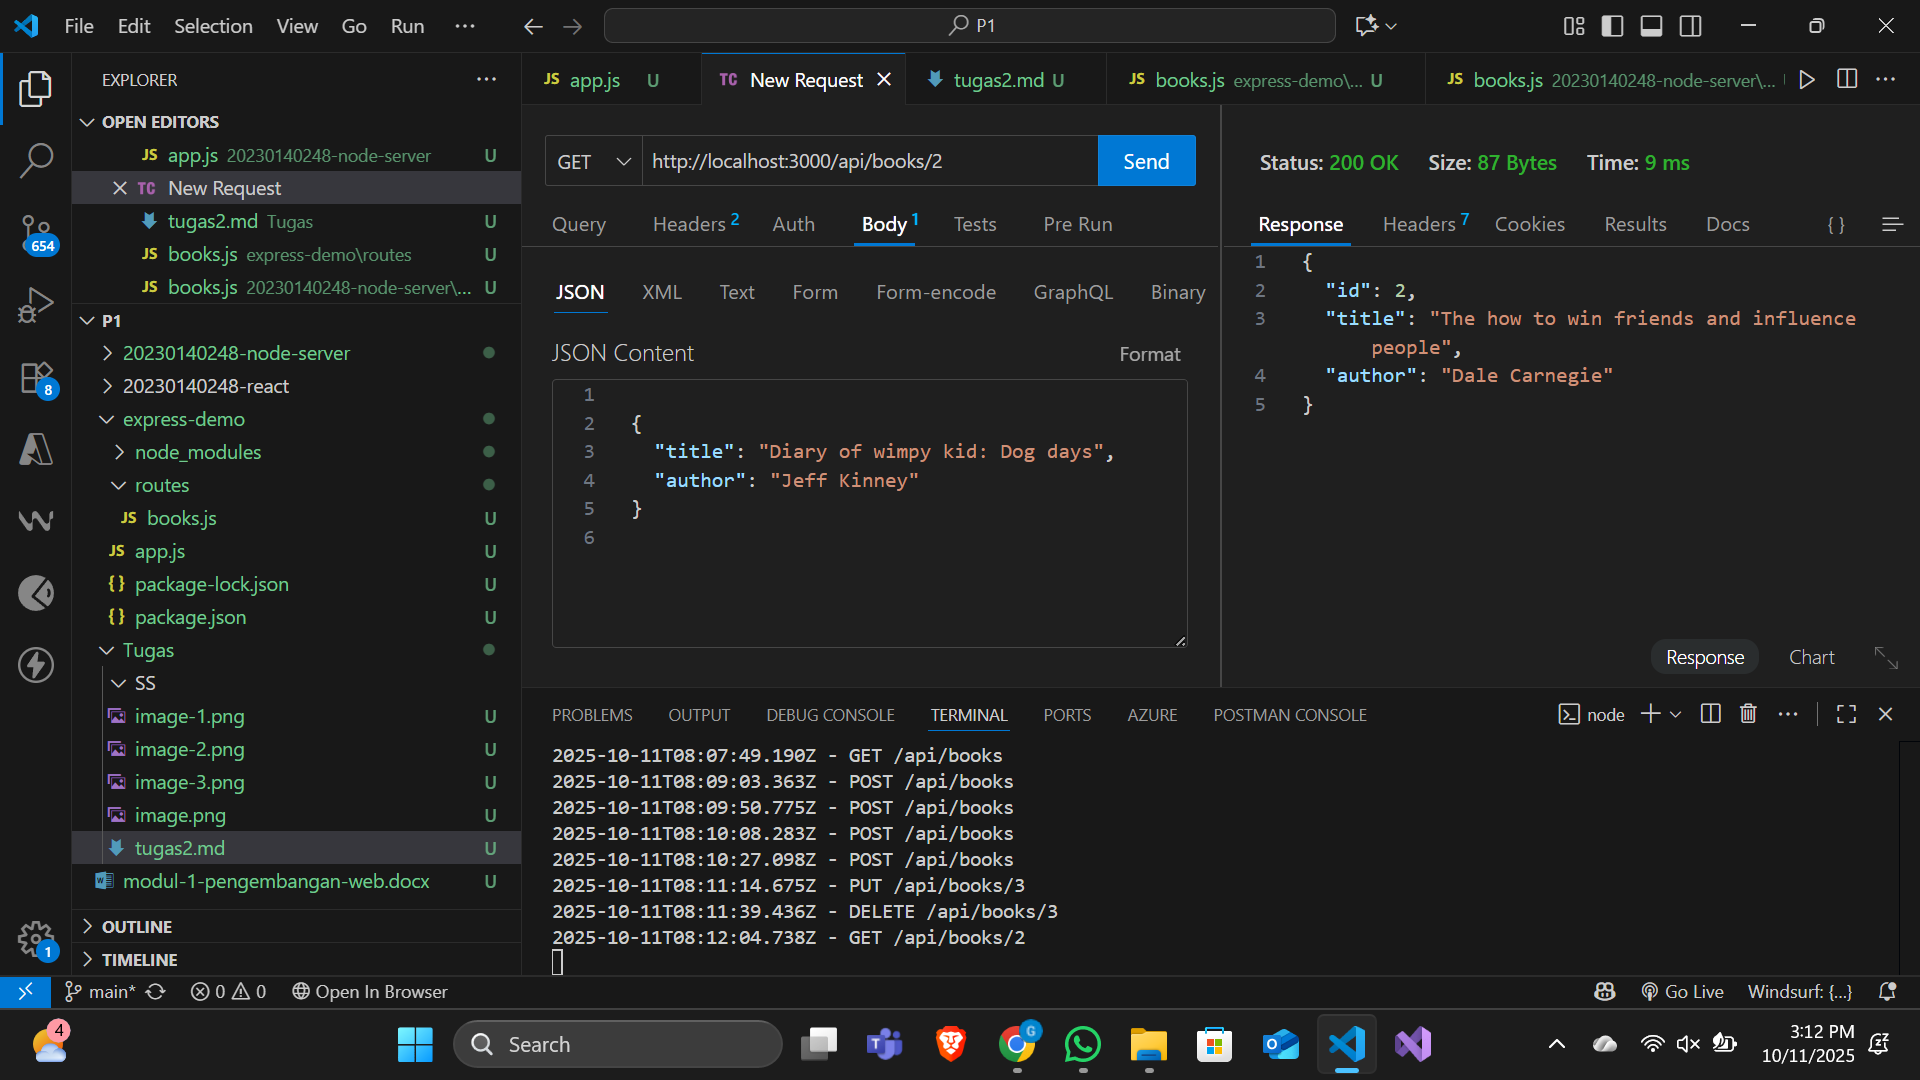 File Edit Selection View Go Run ··· P1
EXPLORER ···
OPEN EDITORS
JS app.js 20230140248-node-server U
TC New Request
tugas2.md Tugas U
JS books.js express-demo\routes U
JS books.js 20230140248-node-server\... U
P1
20230140248-node-server
20230140248-react
express-demo
node_modules
routes
JS books.js U
JS app.js U
{} package-lock.json U
{} package.json U
Tugas
SS
image-1.png U
image-2.png U
image-3.png U
image.png U
tugas2.md U
modul-1-pengembangan-web.docx U
OUTLINE
TIMELINE
654
8
1
JS app.js U
TC New Request
tugas2.md U
JS books.js express-demo\... U
JS books.js 20230140248-node-server\...
GET http://localhost:3000/api/books/2 Send
Query Headers 2 Auth Body 1 Tests Pre Run
JSON XML Text Form Form-encode GraphQL Binary
JSON Content Format
1
2 {
3 "title": "Diary of wimpy kid: Dog days",
4 "author": "Jeff Kinney"
5 }
6
Status: 200 OK Size: 87 Bytes Time: 9 ms
Response Headers 7 Cookies Results Docs { }
1 {
2 "id": 2,
3 "title": "The how to win friends and influence
people",
4 "author": "Dale Carnegie"
5 }
Response Chart
PROBLEMS OUTPUT DEBUG CONSOLE TERMINAL PORTS AZURE POSTMAN CONSOLE node
2025-10-11T08:07:49.190Z - GET /api/books
2025-10-11T08:09:03.363Z - POST /api/books
2025-10-11T08:09:50.775Z - POST /api/books
2025-10-11T08:10:08.283Z - POST /api/books
2025-10-11T08:10:27.098Z - POST /api/books
2025-10-11T08:11:14.675Z - PUT /api/books/3
2025-10-11T08:11:39.436Z - DELETE /api/books/3
2025-10-11T08:12:04.738Z - GET /api/books/2
main* 0 0 Open In Browser Go Live Windsurf: {...}
4 Search G 3:12 PM
10/11/2025